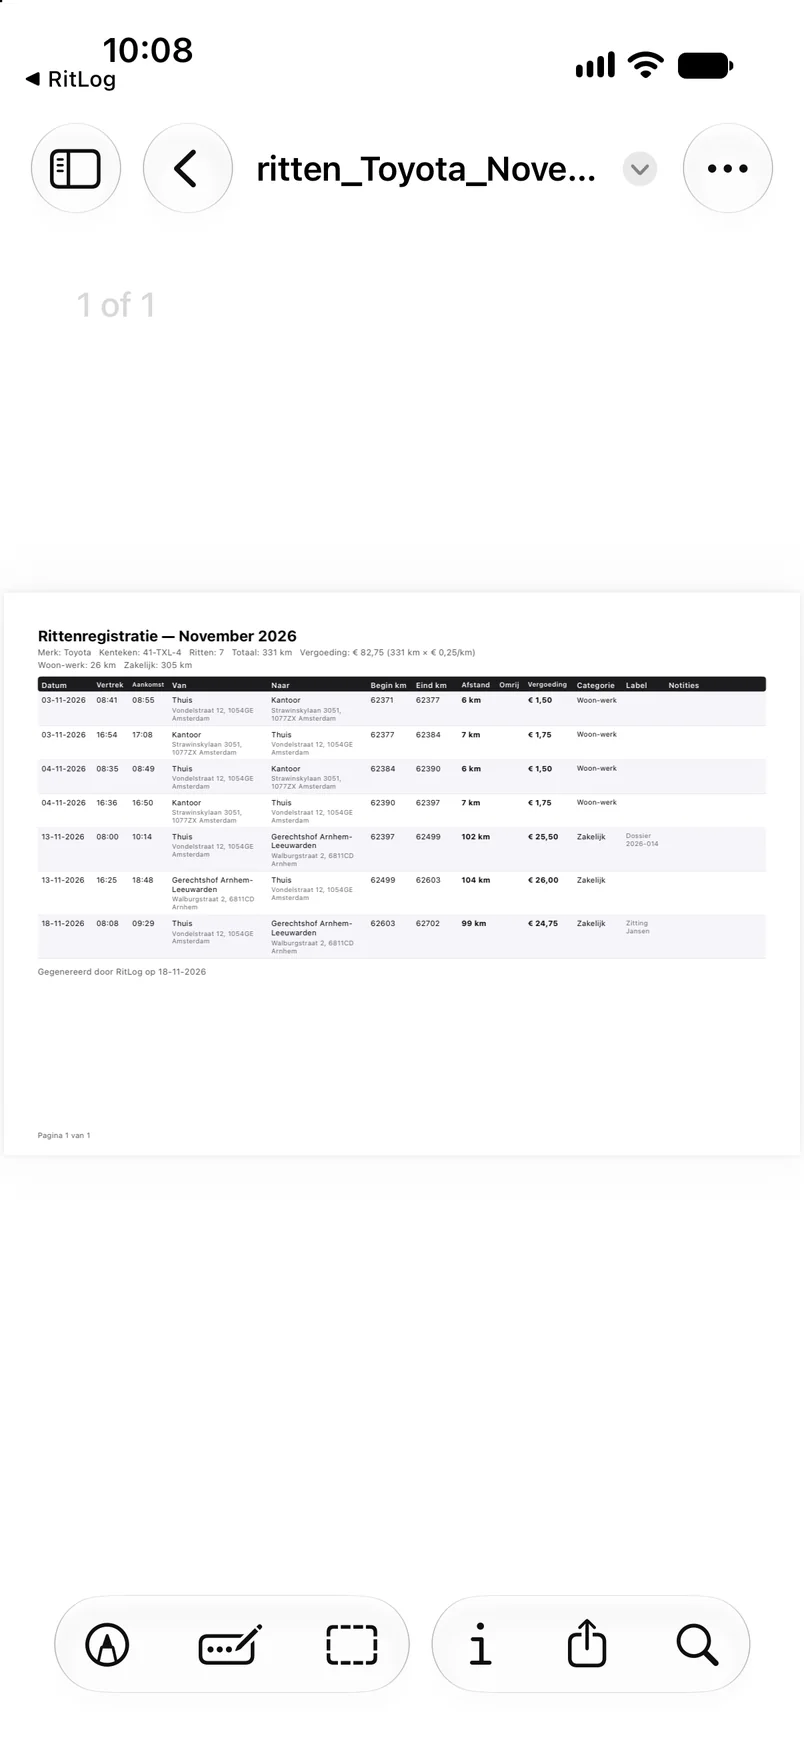 10:08
◀ RitLog
ritten_Toyota_Nove...
1 of 1
Rittenregistratie — November 2026
Merk: Toyota Kenteken: 41-TXL-4 Ritten: 7 Totaal: 331 km Vergoeding: € 82,75 (331 km × € 0,25/km)
Woon-werk: 26 km Zakelijk: 305 km
Datum Vertrek Aankomst Van Naar Begin km Eind km Afstand Omrij Vergoeding Categorie Label Notities
03-11-2026 08:41 08:55 Thuis Kantoor 62371 62377 6 km € 1,50 Woon-werk
Vondelstraat 12, 1054GE Strawinskylaan 3051,
Amsterdam 1077ZX Amsterdam
03-11-2026 16:54 17:08 Kantoor Thuis 62377 62384 7 km € 1,75 Woon-werk
Strawinskylaan 3051, Vondelstraat 12, 1054GE
1077ZX Amsterdam Amsterdam
04-11-2026 08:35 08:49 Thuis Kantoor 62384 62390 6 km € 1,50 Woon-werk
Vondelstraat 12, 1054GE Strawinskylaan 3051,
Amsterdam 1077ZX Amsterdam
04-11-2026 16:36 16:50 Kantoor Thuis 62390 62397 7 km € 1,75 Woon-werk
Strawinskylaan 3051, Vondelstraat 12, 1054GE
1077ZX Amsterdam Amsterdam
13-11-2026 08:00 10:14 Thuis Gerechtshof Arnhem- 62397 62499 102 km € 25,50 Zakelijk Dossier
Vondelstraat 12, 1054GE Leeuwarden 2026-014
Amsterdam Walburgstraat 2, 6811CD
Arnhem
13-11-2026 16:25 18:48 Gerechtshof Arnhem- Thuis 62499 62603 104 km € 26,00 Zakelijk
Leeuwarden Vondelstraat 12, 1054GE
Walburgstraat 2, 6811CD Amsterdam
Arnhem
18-11-2026 08:08 09:29 Thuis Gerechtshof Arnhem- 62603 62702 99 km € 24,75 Zakelijk Zitting
Vondelstraat 12, 1054GE Leeuwarden Jansen
Amsterdam Walburgstraat 2, 6811CD
Arnhem
Gegenereerd door RitLog op 18-11-2026
Pagina 1 van 1